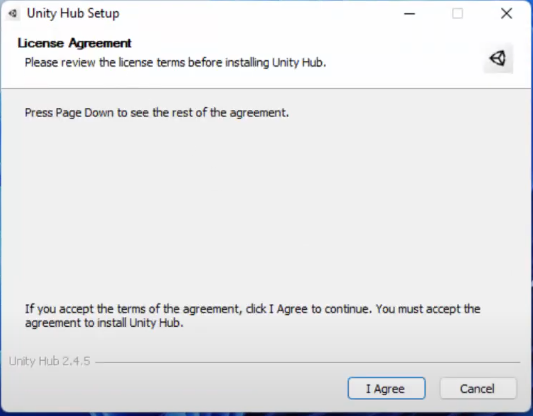 Unity Hub Setup
License Agreement
Please review the license terms before installing Unity Hub.
Press Page Down to see the rest of the agreement.
If you accept the terms of the agreement, click I Agree to continue. You must accept the
agreement to install Unity Hub.
Unity Hub 2.4.5
I Agree
Cancel